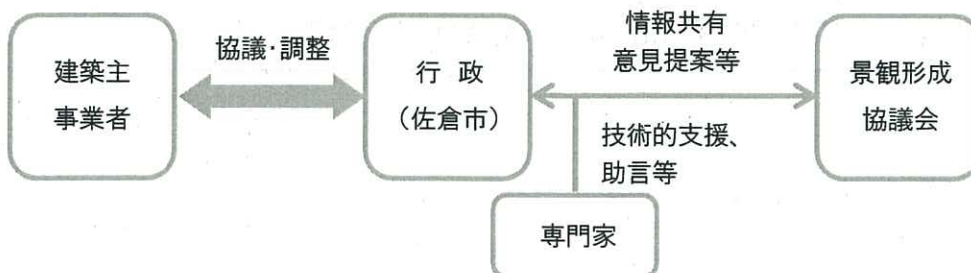 建築主
事業者
協議・調整
行 政
(佐倉市)
情報共有
意見提案等
技術的支援、
助言等
景観形成
協議会
専門家